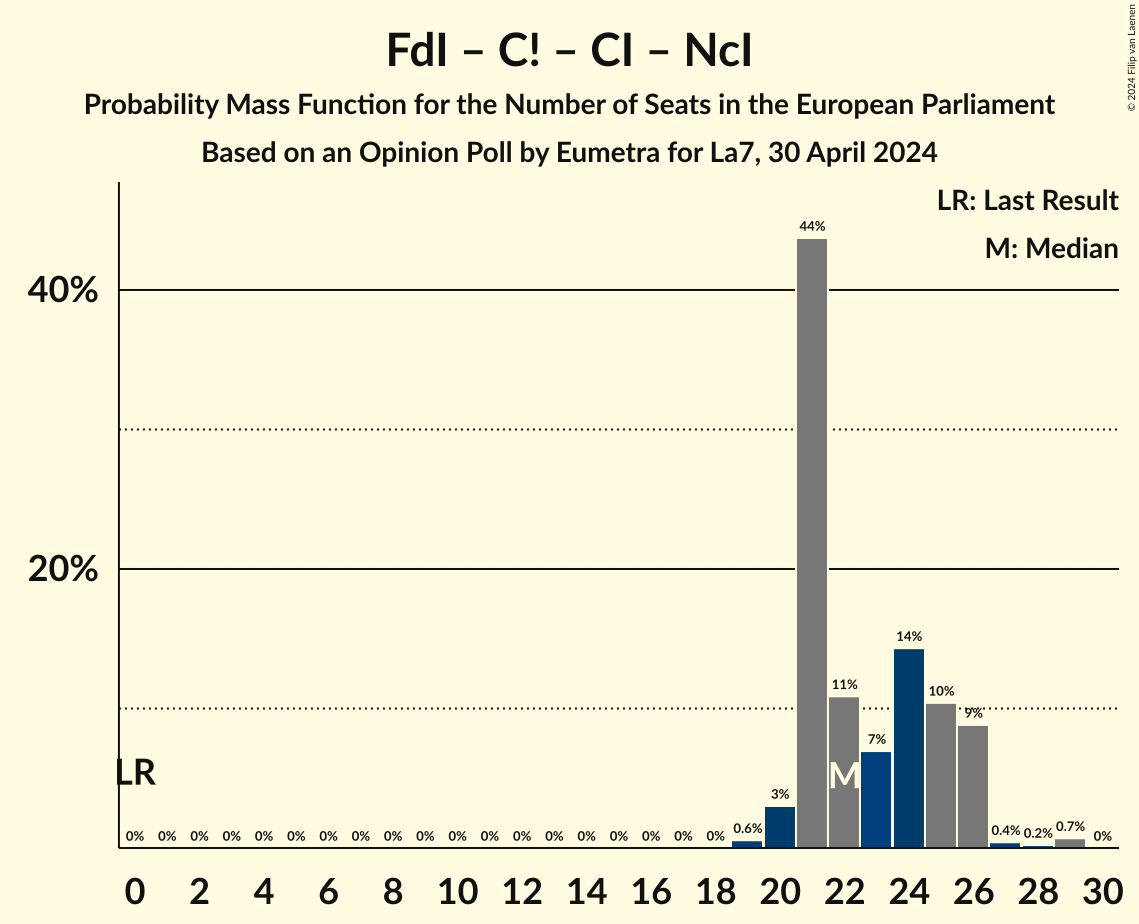 FdI – C! – CI – NcI
Probability Mass Function for the Number of Seats in the European Parliament
Based on an Opinion Poll by Eumetra for La7, 30 April 2024
© 2024 Filip van Laenen
LR: Last Result
M: Median
44%
40%
20%
14%
11%
10%
9%
7%
LR
M
3%
0% 0% 0% 0% 0% 0% 0% 0% 0% 0% 0% 0% 0% 0% 0% 0% 0% 0% 0% 0.6% 0.4% 0.2% 0.7% 0%
0 2 4 6 8 10 12 14 16 18 20 22 24 26 28 30